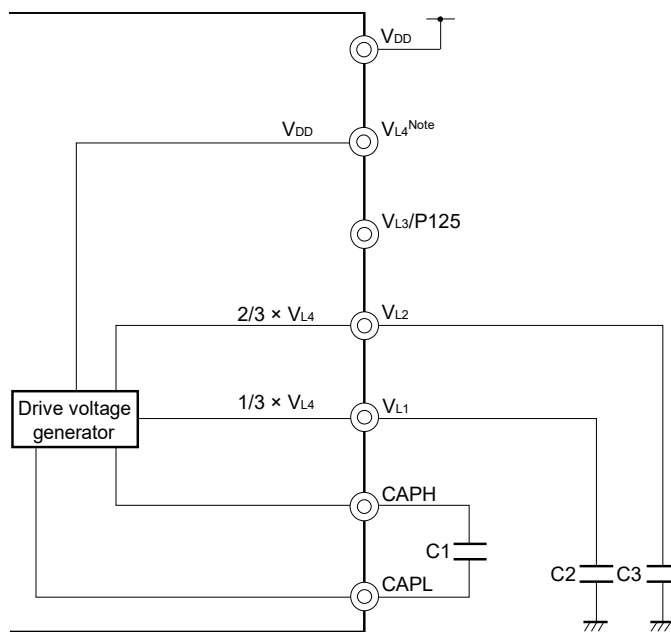 VDD
VDD
VL4Note
VL3/P125
2/3 × VL4
VL2
1/3 × VL4
VL1
Drive voltage
generator
CAPH
C1
C2
C3
CAPL